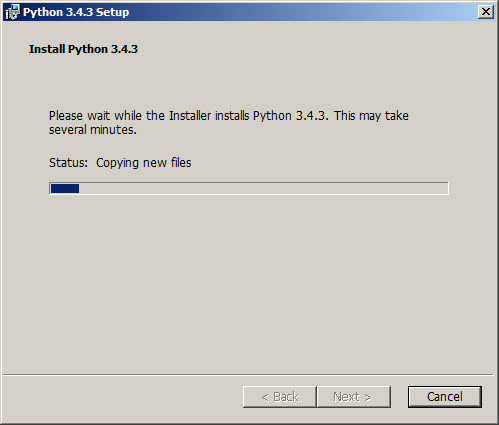 Python 3.4.3 Setup
Install Python 3.4.3
Please wait while the Installer installs Python 3.4.3. This may take
several minutes.
Status: Copying new files
< Back Next > Cancel